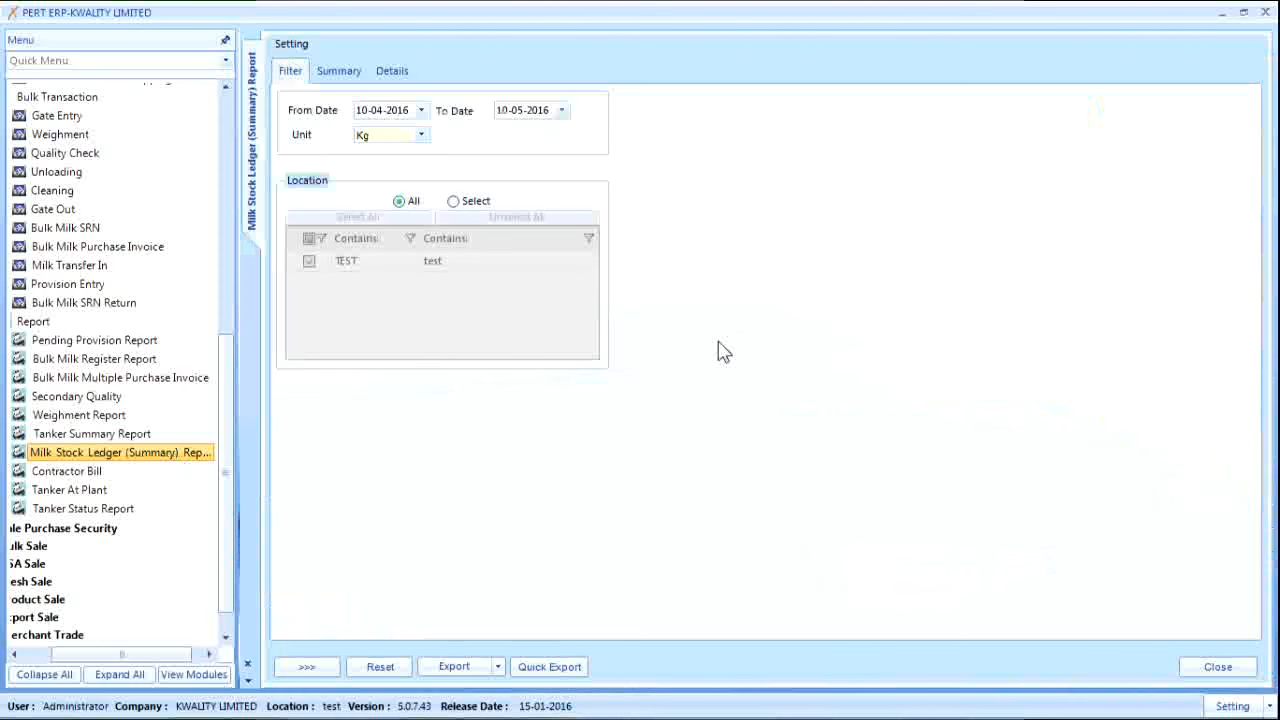 PERT ERP-KWALITY LIMITED
Menu
Quick Menu
Bulk Transaction
Gate Entry
Weighment
Quality Check
Unloading
Cleaning
Gate Out
Bulk Milk SRN
Bulk Milk Purchase Invoice
Milk Transfer In
Provision Entry
Bulk Milk SRN Return
Report
Pending Provision Report
Bulk Milk Register Report
Bulk Milk Multiple Purchase Invoice
Secondary Quality
Weighment Report
Tanker Summary Report
Milk Stock Ledger (Summary) Rep...
Contractor Bill
Tanker At Plant
Tanker Status Report
le Purchase Security
ulk Sale
SA Sale
esh Sale
oduct Sale
port Sale
erchant Trade
Collapse All Expand All View Modules
Milk Stock Ledger (Summary) Report
Setting
Filter Summary Details
From Date 10-04-2016 To Date 10-05-2016
Unit Kg
Location
All Select
Select All Unselect All
Contains: Contains:
TEST test
>>> Reset Export Quick Export Close
User : Administrator Company : KWALITY LIMITED Location : test Version : 5.0.7.43 Release Date : 15-01-2016 Setting